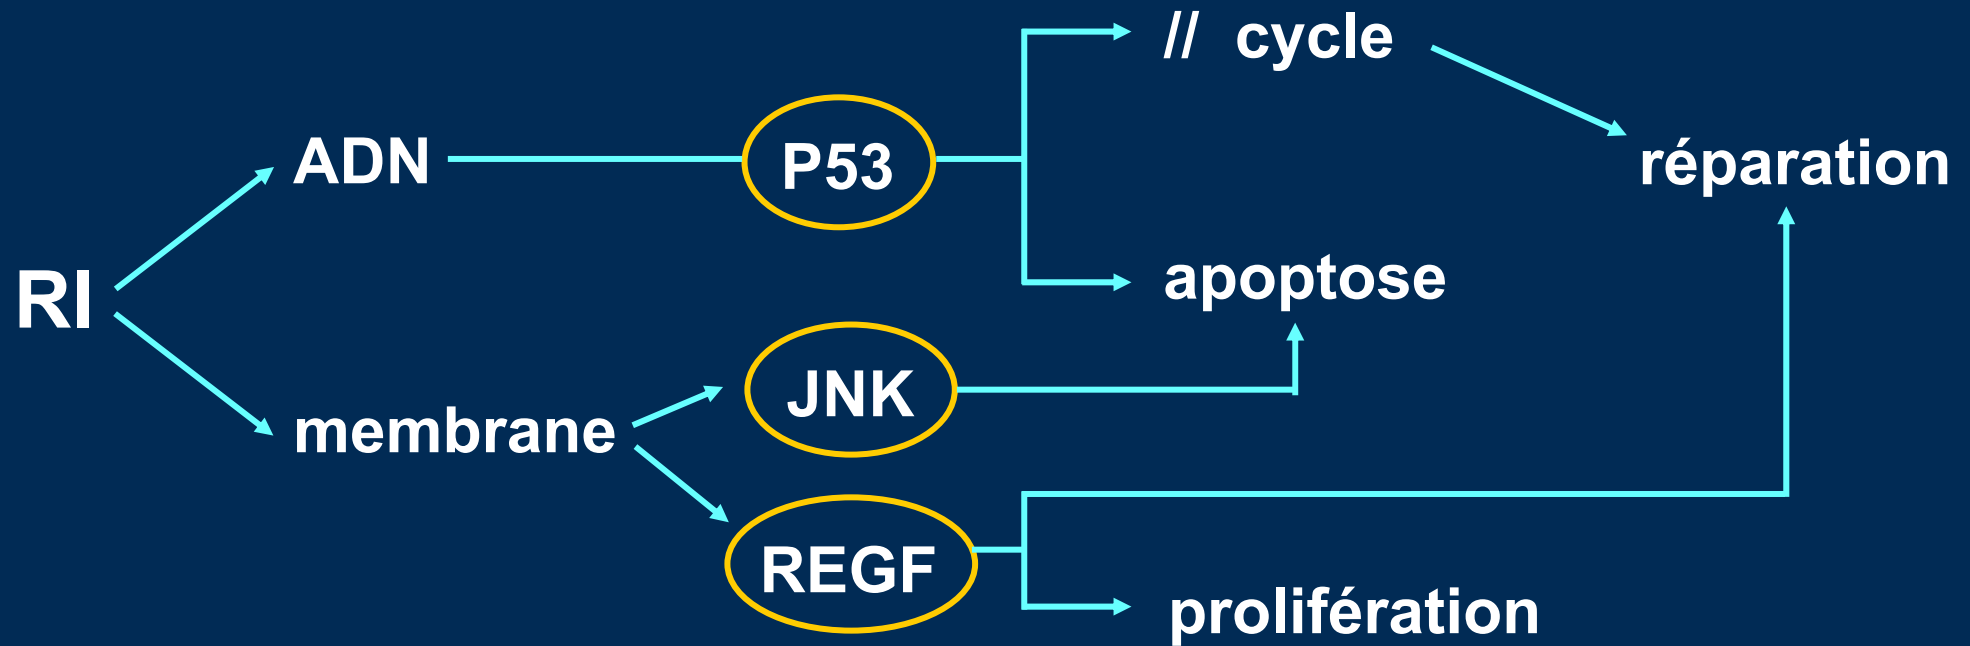 // cycle
ADN
P53
réparation
RI
apoptose
JNK
membrane
REGF
prolifération